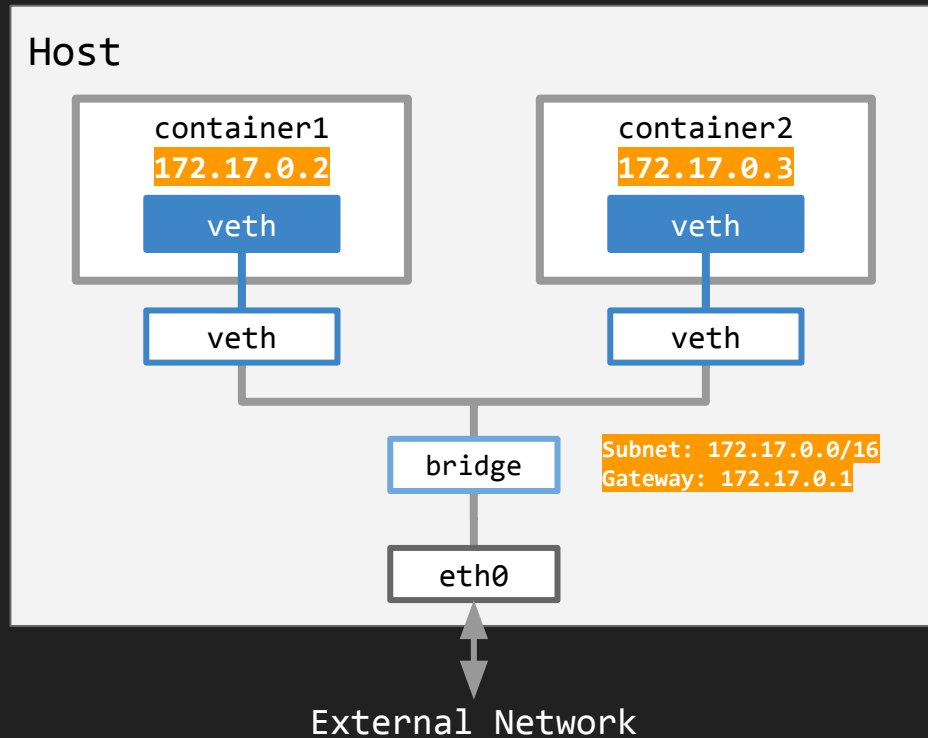 Host
container1
172.17.0.2
veth
container2
172.17.0.3
veth
veth
veth
bridge
Subnet: 172.17.0.0/16
Gateway: 172.17.0.1
eth0
External Network